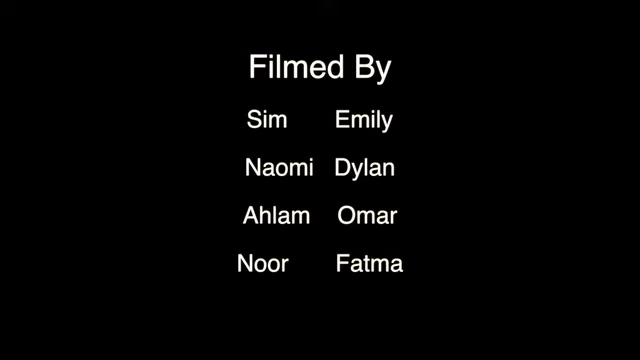 Filmed By
Sim Emily
Naomi Dylan
Ahlam Omar
Noor Fatma